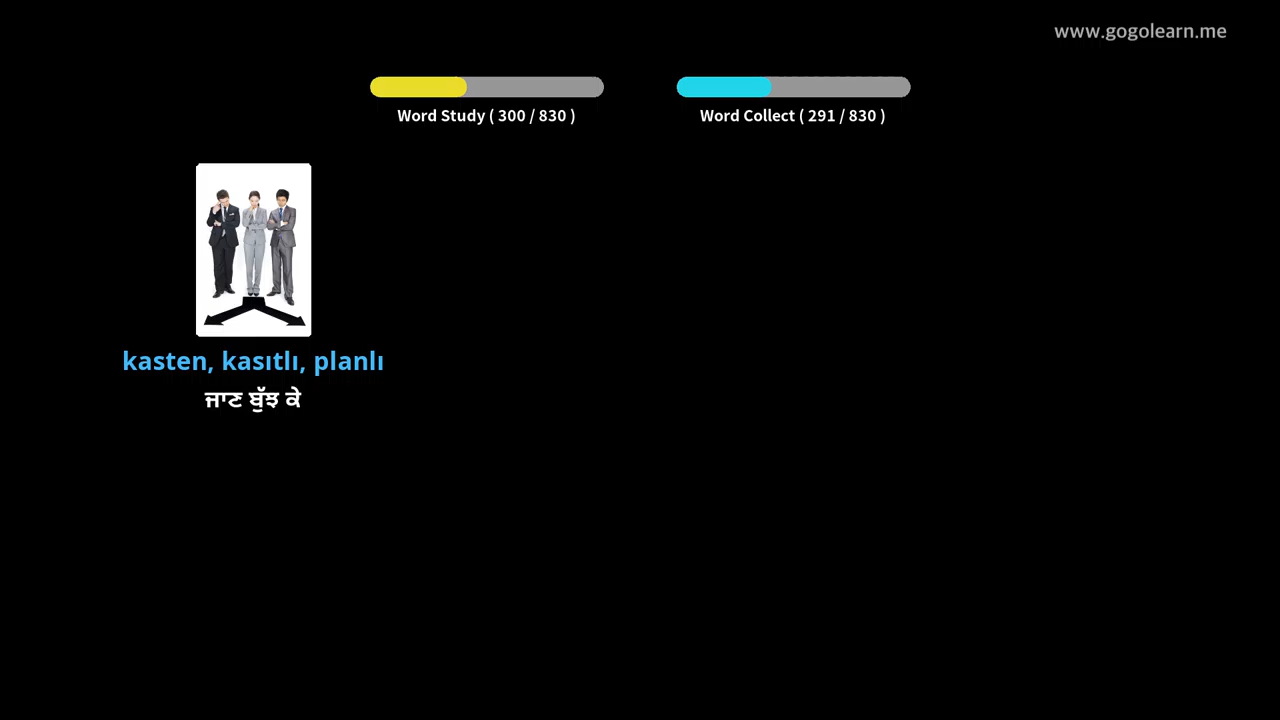 www.gogolearn.me
Word Study ( 300 / 830 )
Word Collect ( 291 / 830 )
kasten, kasıtlı, planlı
ਜਾਣ ਬੁੱਝ ਕੇ